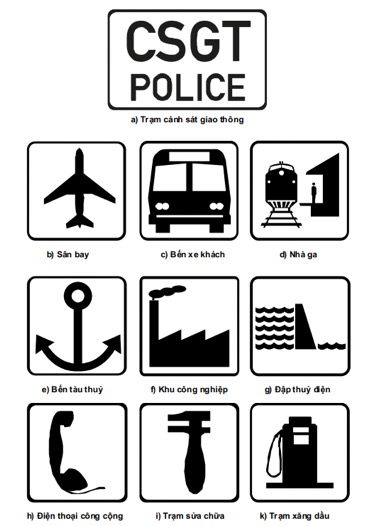 CSGT
POLICE
a) Trạm cảnh sát giao thông
b) Sân bay
c) Bến xe khách
d) Nhà ga
e) Bến tàu thuỷ
f) Khu công nghiệp
g) Đập thuỷ điện
h) Điện thoại công cộng
i) Trạm sửa chữa
k) Trạm xăng dầu